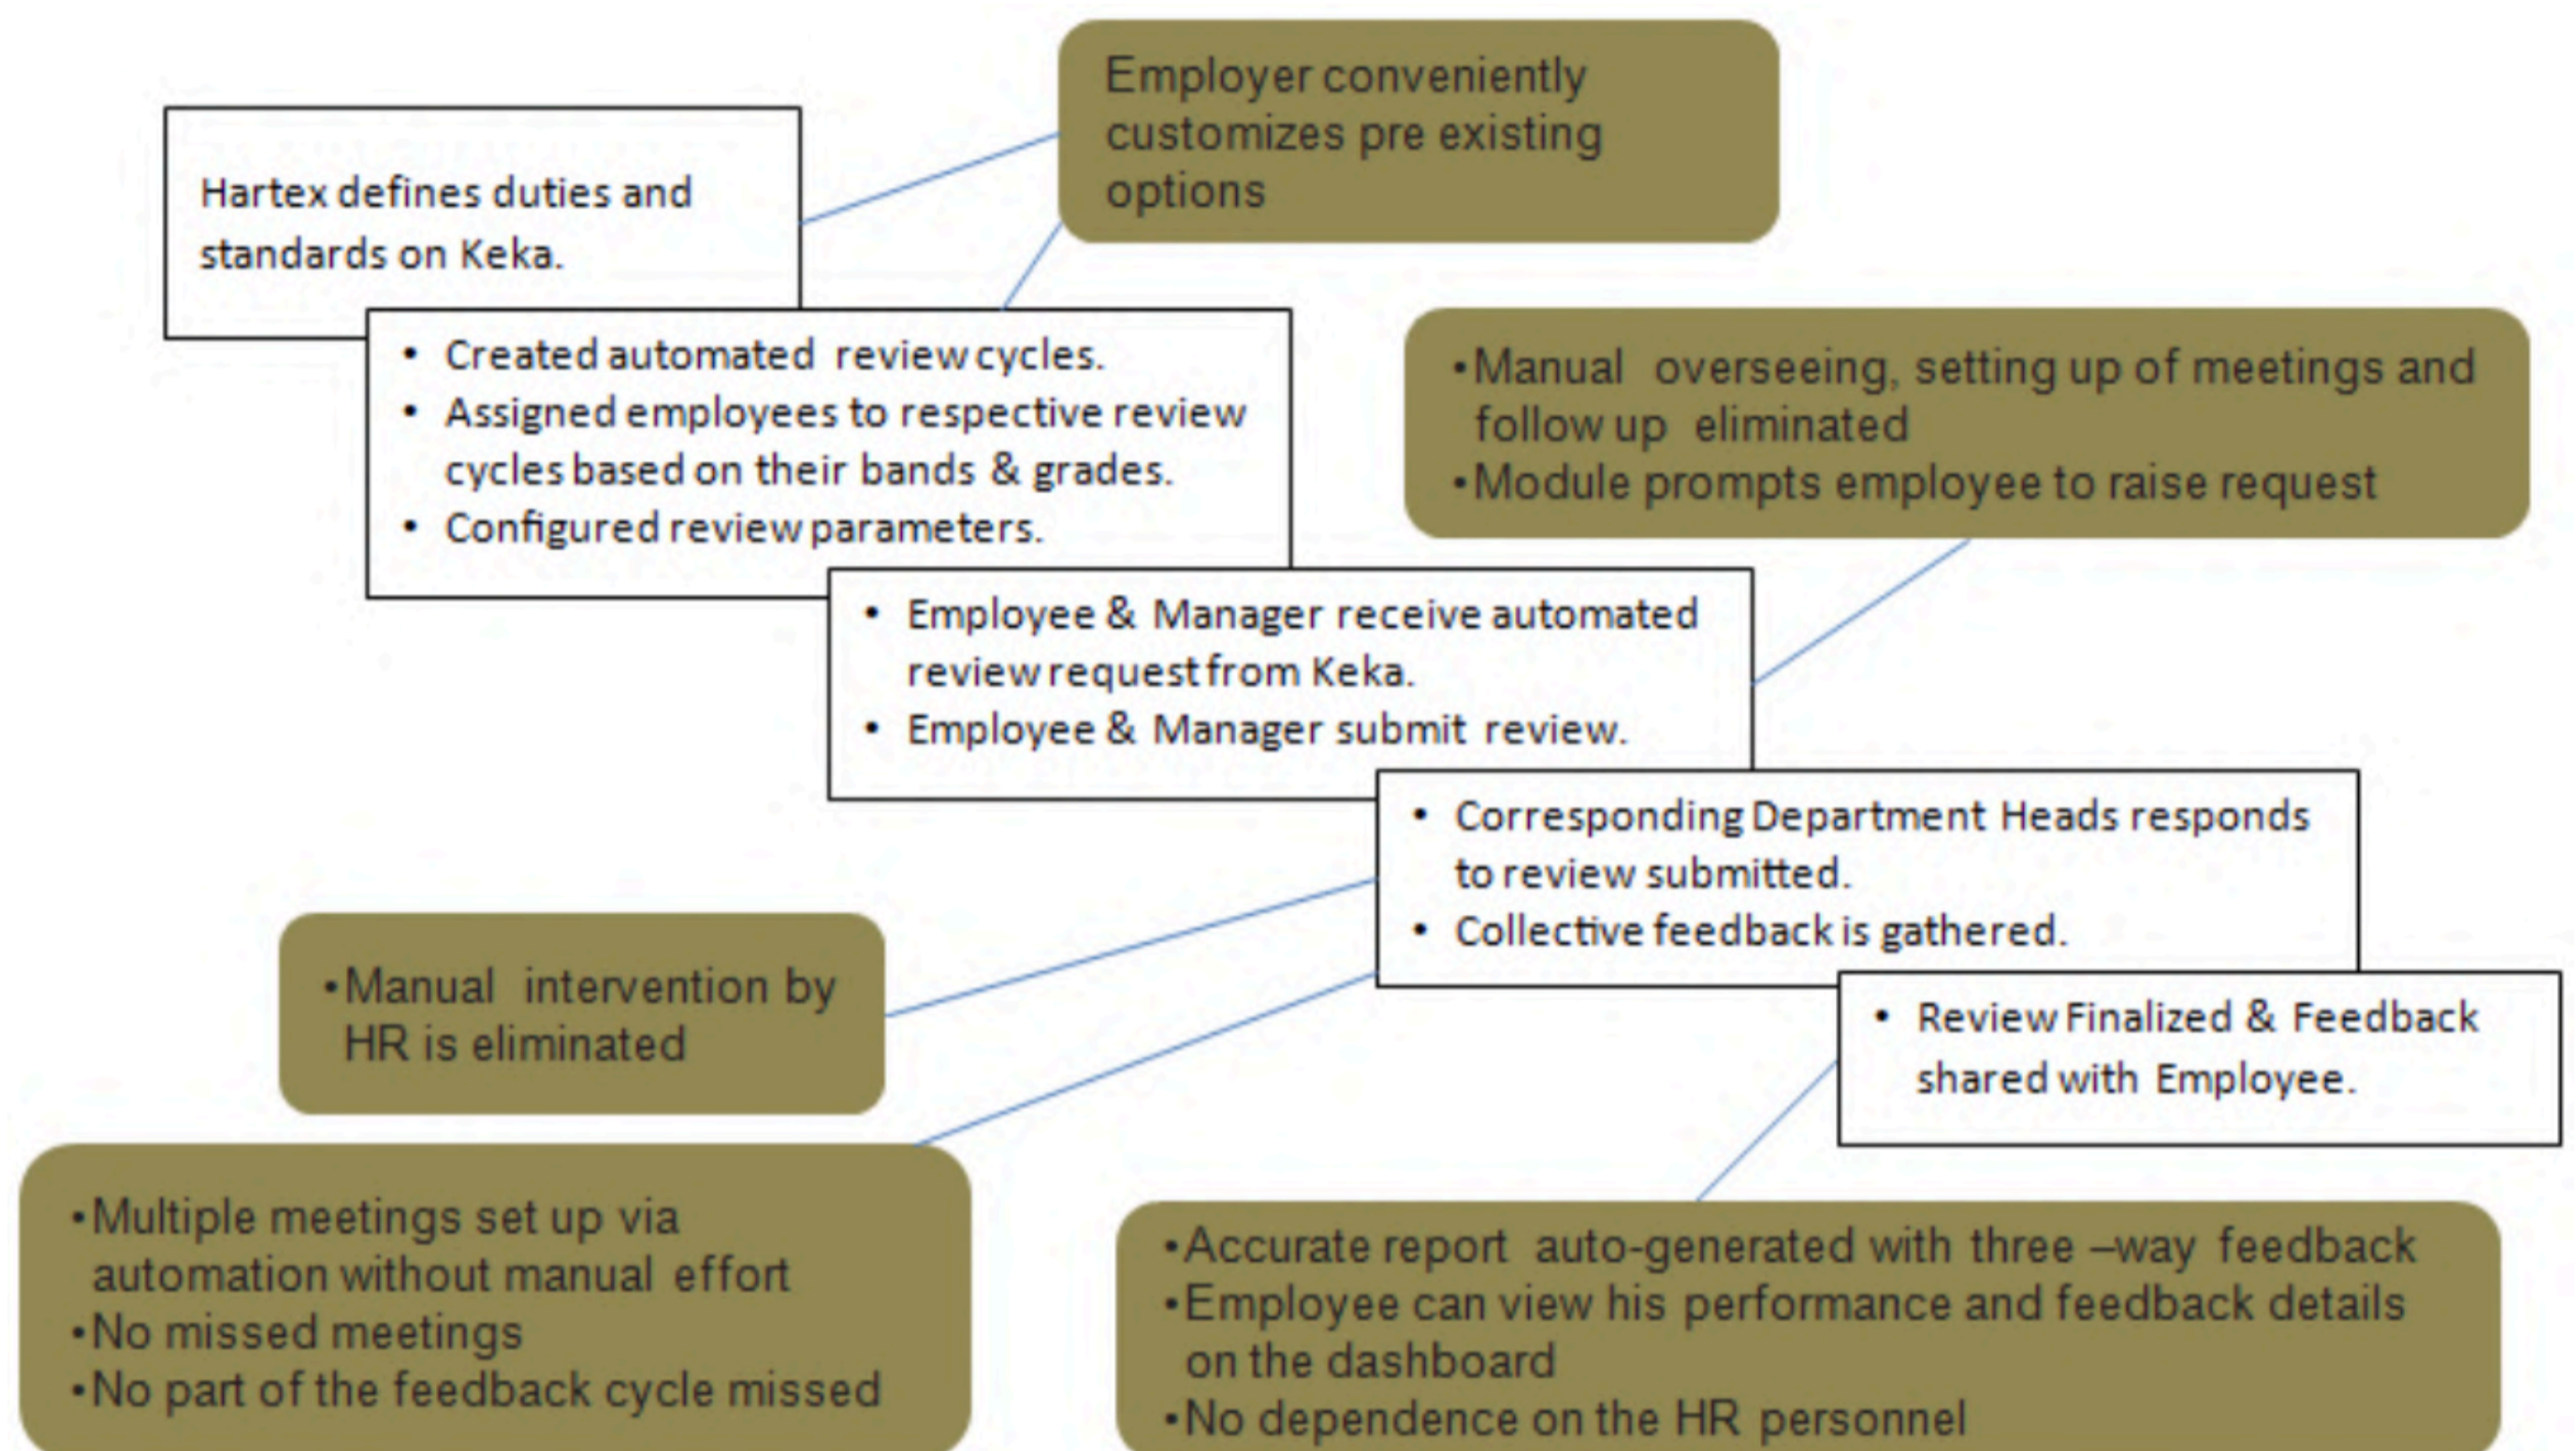 Employer conveniently
customizes pre existing
options
Hartex defines duties and
standards on Keka.
• Created automated review cycles.
• Assigned employees to respective review
cycles based on their bands & grades.
• Configured review parameters.
•Manual overseeing, setting up of meetings and
follow up eliminated
•Module prompts employee to raise request
• Employee & Manager receive automated
review request from Keka.
• Employee & Manager submit review.
• Corresponding Department Heads responds
to review submitted.
• Collective feedback is gathered.
•Manual intervention by
HR is eliminated
• Review Finalized & Feedback
shared with Employee.
•Multiple meetings set up via
automation without manual effort
•No missed meetings
•No part of the feedback cycle missed
•Accurate report auto-generated with three –way feedback
•Employee can view his performance and feedback details
on the dashboard
•No dependence on the HR personnel